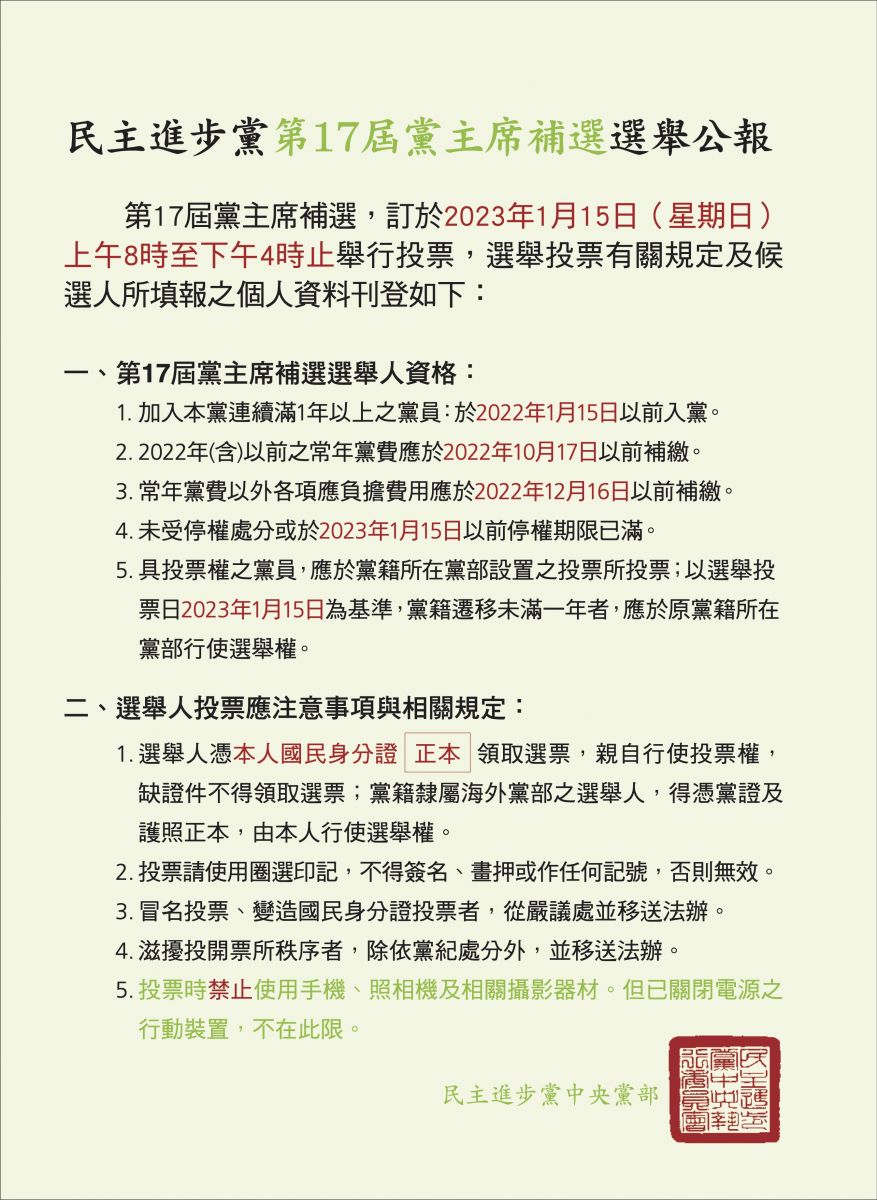 民主進步黨第17屆黨主席補選選舉公報
第17屆黨主席補選，訂於2023年1月15日（星期日）
上午8時至下午4時止舉行投票，選舉投票有關規定及候
選人所填報之個人資料刊登如下：
一、第17屆黨主席補選選舉人資格：
1. 加入本黨連續滿1年以上之黨員：於2022年1月15日以前入黨。
2. 2022年(含)以前之常年黨費應於2022年10月17日以前補繳。
3. 常年黨費以外各項應負擔費用應於2022年12月16日以前補繳。
4. 未受停權處分或於2023年1月15日以前停權期限已滿。
5. 具投票權之黨員，應於黨籍所在黨部設置之投票所投票；以選舉投
票日2023年1月15日為基準，黨籍遷移未滿一年者，應於原黨籍所在
黨部行使選舉權。
二、選舉人投票應注意事項與相關規定：
1. 選舉人憑本人國民身分證 正本 領取選票，親自行使投票權，
缺證件不得領取選票；黨籍隸屬海外黨部之選舉人，得憑黨證及
護照正本，由本人行使選舉權。
2. 投票請使用圈選印記，不得簽名、畫押或作任何記號，否則無效。
3. 冒名投票、變造國民身分證投票者，從嚴議處並移送法辦。
4. 滋擾投開票所秩序者，除依黨紀處分外，並移送法辦。
5. 投票時禁止使用手機、照相機及相關攝影器材。但已關閉電源之
行動裝置，不在此限。
民主進步黨中央黨部
民主進步
黨中央執
行委員會